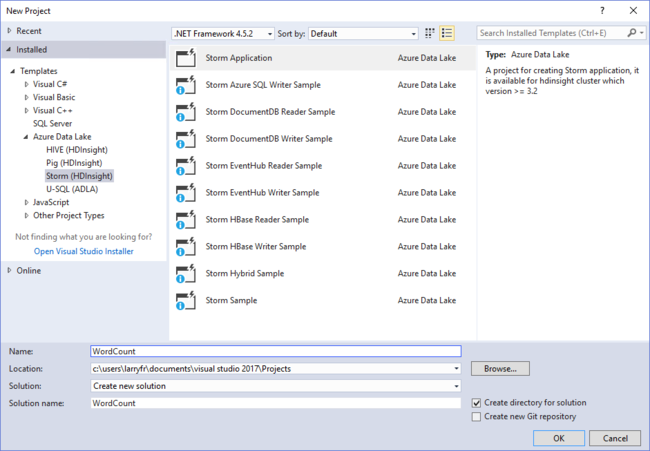 New Project
? ×
Recent
.NET Framework 4.5.2 Sort by: Default
Search Installed Templates (Ctrl+E)
Installed
Templates
Visual C#
Visual Basic
Visual C++
SQL Server
Azure Data Lake
HIVE (HDInsight)
Pig (HDInsight)
Storm (HDInsight)
U-SQL (ADLA)
JavaScript
Other Project Types
Not finding what you are looking for?
Open Visual Studio Installer
Online
Storm Application Azure Data Lake
Storm Azure SQL Writer Sample Azure Data Lake
Storm DocumentDB Reader Sample Azure Data Lake
Storm DocumentDB Writer Sample Azure Data Lake
Storm EventHub Reader Sample Azure Data Lake
Storm EventHub Writer Sample Azure Data Lake
Storm HBase Reader Sample Azure Data Lake
Storm HBase Writer Sample Azure Data Lake
Storm Hybrid Sample Azure Data Lake
Storm Sample Azure Data Lake
Type: Azure Data Lake
A project for creating Storm application, it
is available for hdinsight cluster which
version >= 3.2
Name: WordCount
Location: c:\users\larryfr\documents\visual studio 2017\Projects Browse...
Solution: Create new solution
Solution name: WordCount
Create directory for solution
Create new Git repository
OK Cancel